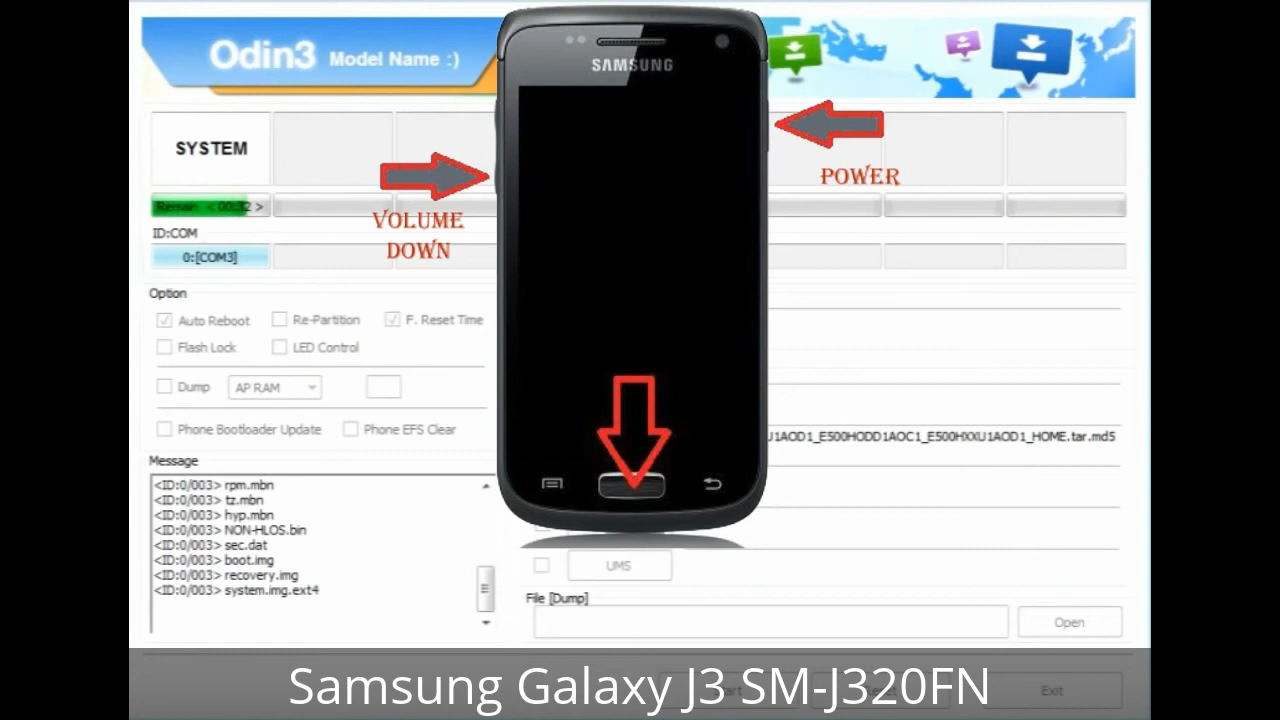 Odin3 Model Name :)
SAMSUNG
SYSTEM
POWER
VOLUME
DOWN
Remain < 00:32 >
ID:COM
0:[COM3]
Option
Auto Reboot
Re-Partition
F. Reset Time
Flash Lock
LED Control
Dump
AP RAM
Phone Bootloader Update
Phone EFS Clear
U1AOD1_E500HODD1AOC1_E500HXXU1AOD1_HOME.tar.md5
Message
<ID:0/003> rpm.mbn
<ID:0/003> tz.mbn
<ID:0/003> hyp.mbn
<ID:0/003> NON-HLOS.bin
<ID:0/003> sec.dat
<ID:0/003> boot.img
<ID:0/003> recovery.img
<ID:0/003> system.img.ext4
UMS
File [Dump]
Open
Samsung Galaxy J3 SM-J320FN
Exit